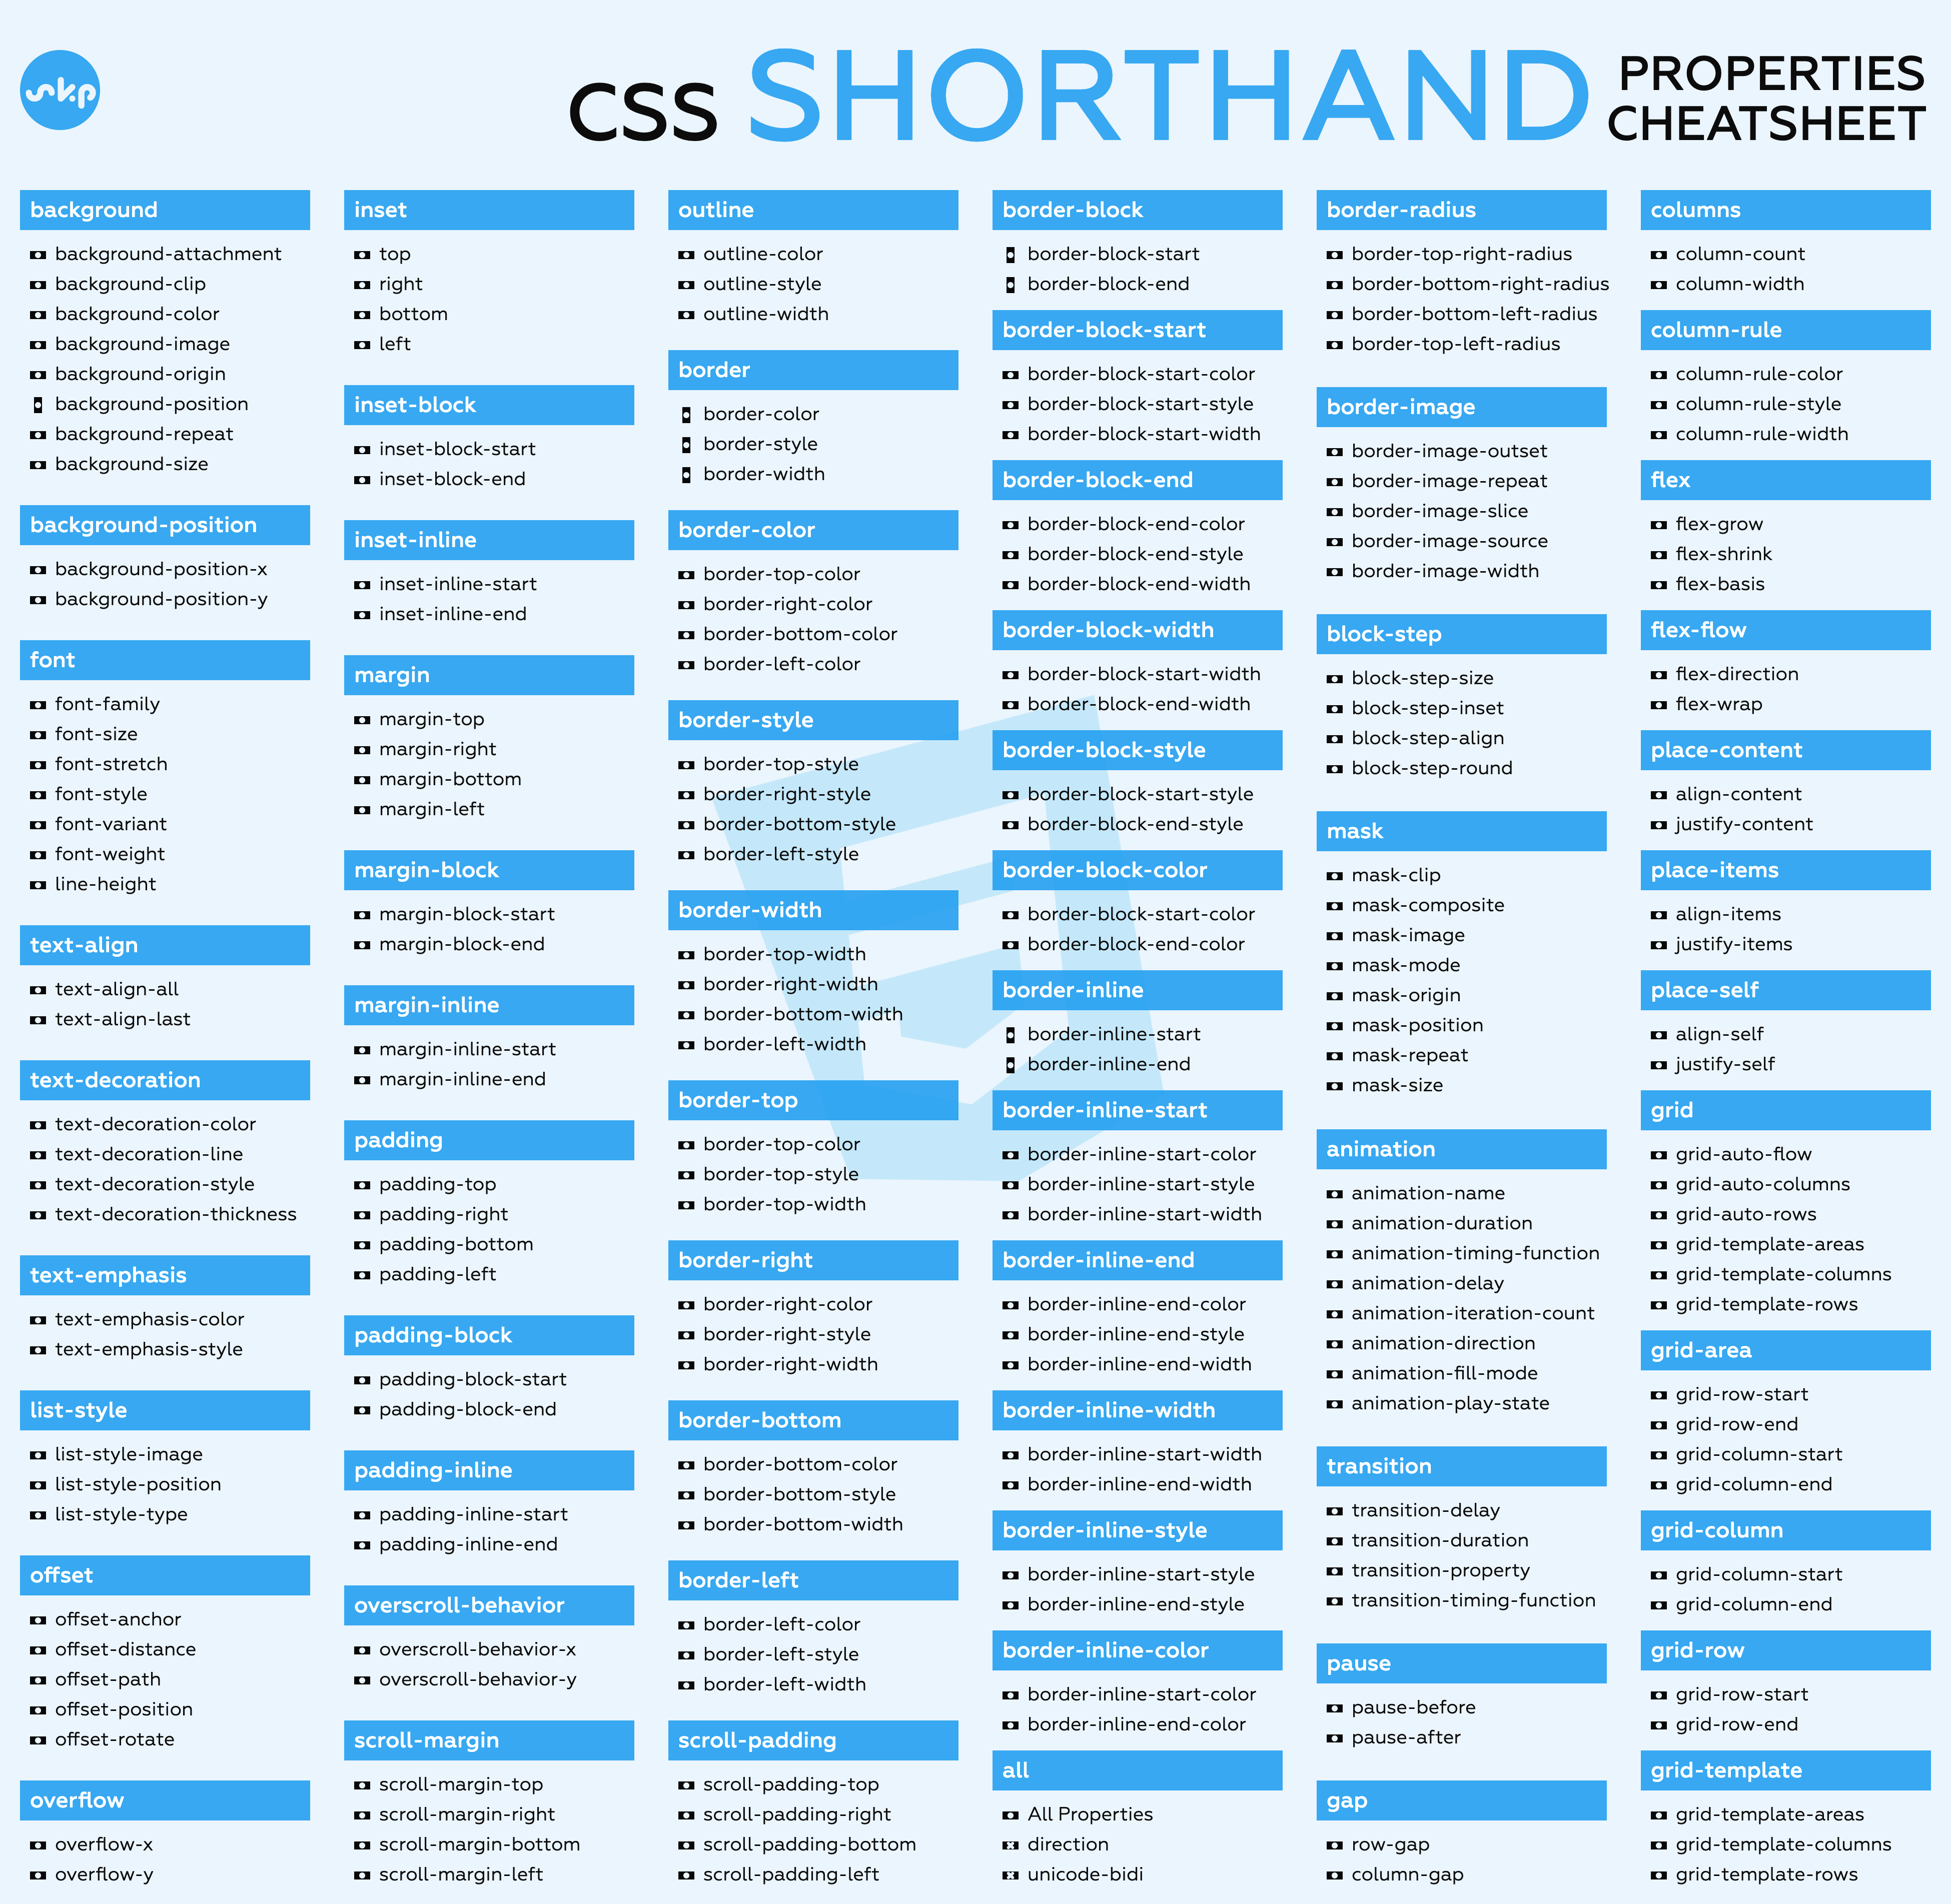 skp
CSS SHORTHAND PROPERTIES CHEATSHEET
background
background-attachment
background-clip
background-color
background-image
background-origin
background-position
background-repeat
background-size
background-position
background-position-x
background-position-y
font
font-family
font-size
font-stretch
font-style
font-variant
font-weight
line-height
text-align
text-align-all
text-align-last
text-decoration
text-decoration-color
text-decoration-line
text-decoration-style
text-decoration-thickness
text-emphasis
text-emphasis-color
text-emphasis-style
list-style
list-style-image
list-style-position
list-style-type
offset
offset-anchor
offset-distance
offset-path
offset-position
offset-rotate
overflow
overflow-x
overflow-y
inset
top
right
bottom
left
inset-block
inset-block-start
inset-block-end
inset-inline
inset-inline-start
inset-inline-end
margin
margin-top
margin-right
margin-bottom
margin-left
margin-block
margin-block-start
margin-block-end
margin-inline
margin-inline-start
margin-inline-end
padding
padding-top
padding-right
padding-bottom
padding-left
padding-block
padding-block-start
padding-block-end
padding-inline
padding-inline-start
padding-inline-end
overscroll-behavior
overscroll-behavior-x
overscroll-behavior-y
scroll-margin
scroll-margin-top
scroll-margin-right
scroll-margin-bottom
scroll-margin-left
outline
outline-color
outline-style
outline-width
border
border-color
border-style
border-width
border-color
border-top-color
border-right-color
border-bottom-color
border-left-color
border-style
border-top-style
border-right-style
border-bottom-style
border-left-style
border-width
border-top-width
border-right-width
border-bottom-width
border-left-width
border-top
border-top-color
border-top-style
border-top-width
border-right
border-right-color
border-right-style
border-right-width
border-bottom
border-bottom-color
border-bottom-style
border-bottom-width
border-left
border-left-color
border-left-style
border-left-width
scroll-padding
scroll-padding-top
scroll-padding-right
scroll-padding-bottom
scroll-padding-left
border-block
border-block-start
border-block-end
border-block-start
border-block-start-color
border-block-start-style
border-block-start-width
border-block-end
border-block-end-color
border-block-end-style
border-block-end-width
border-block-width
border-block-start-width
border-block-end-width
border-block-style
border-block-start-style
border-block-end-style
border-block-color
border-block-start-color
border-block-end-color
border-inline
border-inline-start
border-inline-end
border-inline-start
border-inline-start-color
border-inline-start-style
border-inline-start-width
border-inline-end
border-inline-end-color
border-inline-end-style
border-inline-end-width
border-inline-width
border-inline-start-width
border-inline-end-width
border-inline-style
border-inline-start-style
border-inline-end-style
border-inline-color
border-inline-start-color
border-inline-end-color
all
All Properties
direction
unicode-bidi
border-radius
border-top-right-radius
border-bottom-right-radius
border-bottom-left-radius
border-top-left-radius
border-image
border-image-outset
border-image-repeat
border-image-slice
border-image-source
border-image-width
block-step
block-step-size
block-step-inset
block-step-align
block-step-round
mask
mask-clip
mask-composite
mask-image
mask-mode
mask-origin
mask-position
mask-repeat
mask-size
animation
animation-name
animation-duration
animation-timing-function
animation-delay
animation-iteration-count
animation-direction
animation-fill-mode
animation-play-state
transition
transition-delay
transition-duration
transition-property
transition-timing-function
pause
pause-before
pause-after
gap
row-gap
column-gap
columns
column-count
column-width
column-rule
column-rule-color
column-rule-style
column-rule-width
flex
flex-grow
flex-shrink
flex-basis
flex-flow
flex-direction
flex-wrap
place-content
align-content
justify-content
place-items
align-items
justify-items
place-self
align-self
justify-self
grid
grid-auto-flow
grid-auto-columns
grid-auto-rows
grid-template-areas
grid-template-columns
grid-template-rows
grid-area
grid-row-start
grid-row-end
grid-column-start
grid-column-end
grid-column
grid-column-start
grid-column-end
grid-row
grid-row-start
grid-row-end
grid-template
grid-template-areas
grid-template-columns
grid-template-rows